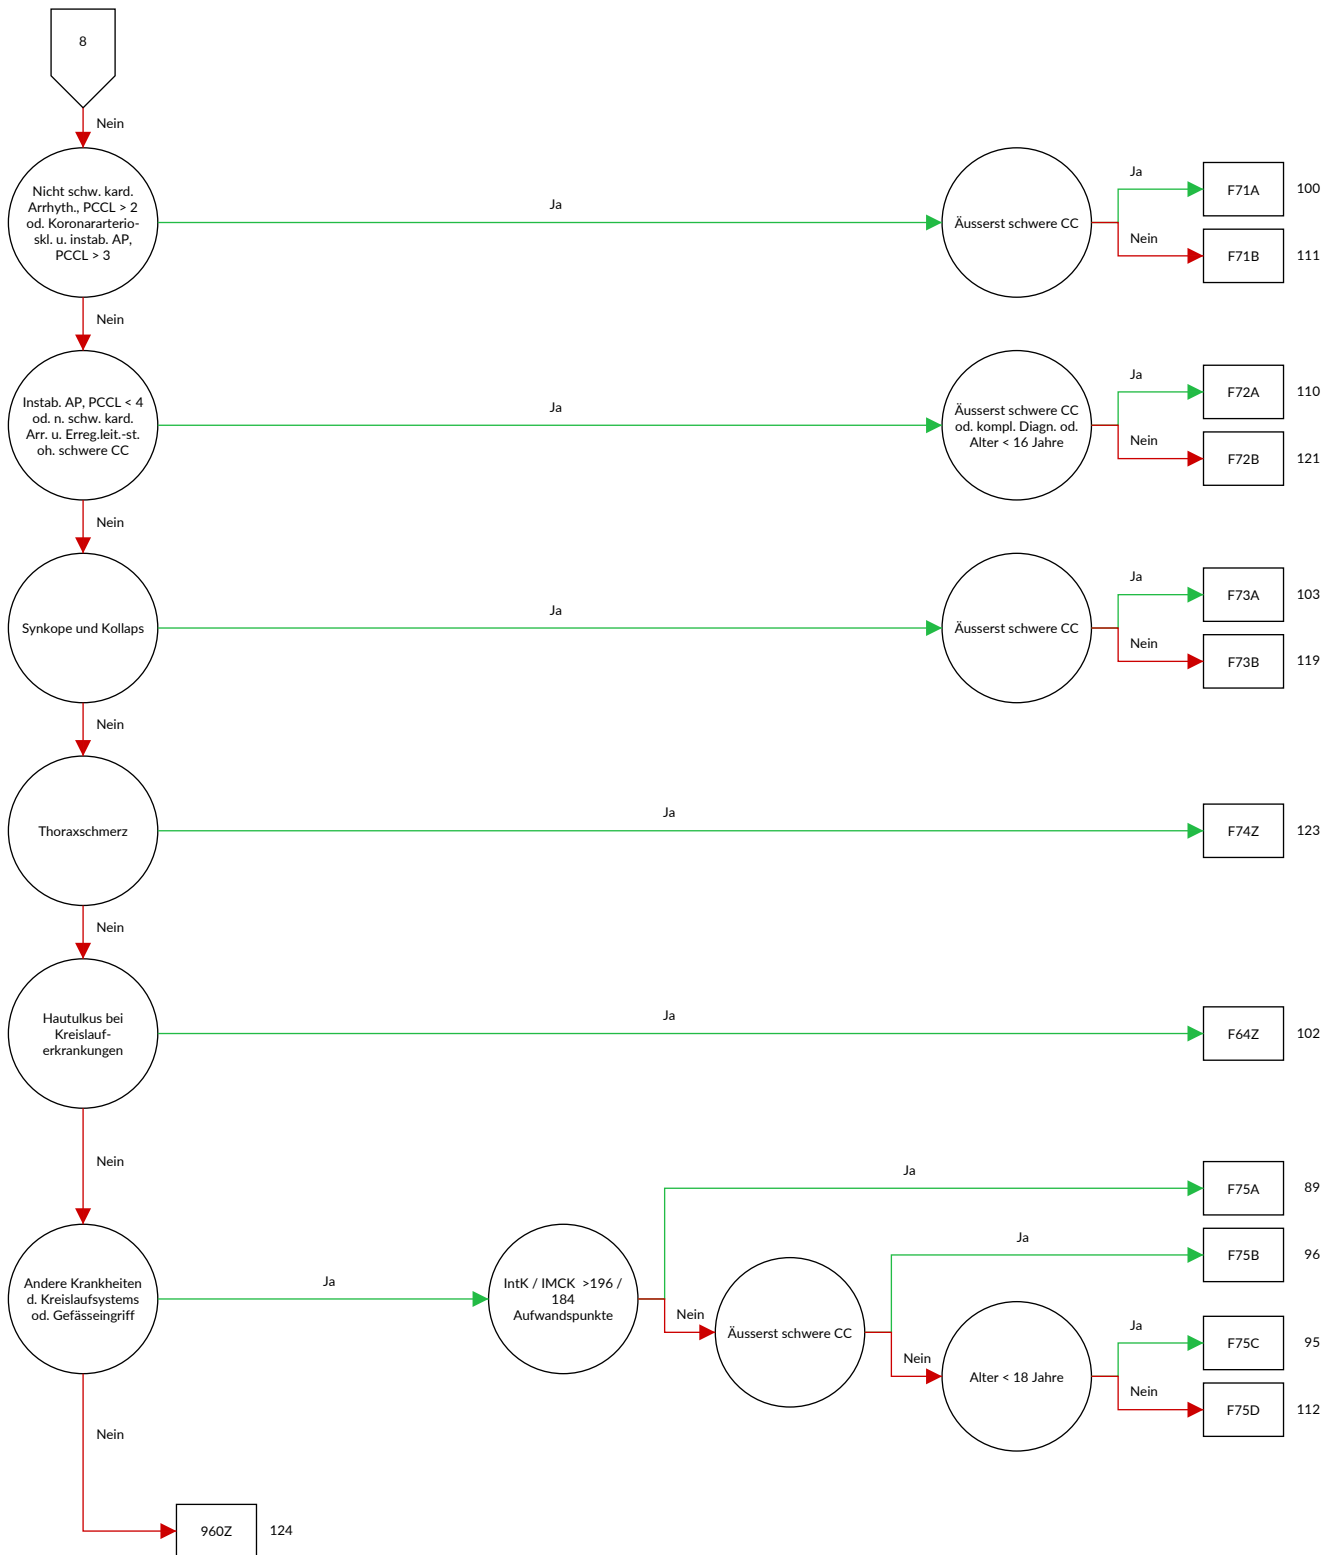 8
Nein
Nicht schw. kard.
Arrhyth., PCCL > 2
od. Koronararterio-
skl. u. instab. AP,
PCCL > 3
Ja
Äusserst schwere CC
Ja
F71A
100
Nein
F71B
111
Nein
Instab. AP, PCCL < 4
od. n. schw. kard.
Arr. u. Erreg.leit.-st.
oh. schwere CC
Ja
Äusserst schwere CC
od. kompl. Diagn. od.
Alter < 16 Jahre
Ja
F72A
110
Nein
F72B
121
Nein
Synkope und Kollaps
Ja
Äusserst schwere CC
Ja
F73A
103
Nein
F73B
119
Nein
Thoraxschmerz
Ja
F74Z
123
Nein
Hautulkus bei
Kreislauf-
erkrankungen
Ja
F64Z
102
Nein
Andere Krankheiten
d. Kreislaufsystems
od. Gefässeingriff
Ja
IntK / IMCK >196 /
184
Aufwandspunkte
Ja
F75A
89
Nein
Äusserst schwere CC
Ja
F75B
96
Nein
Alter < 18 Jahre
Ja
F75C
95
Nein
F75D
112
Nein
960Z
124